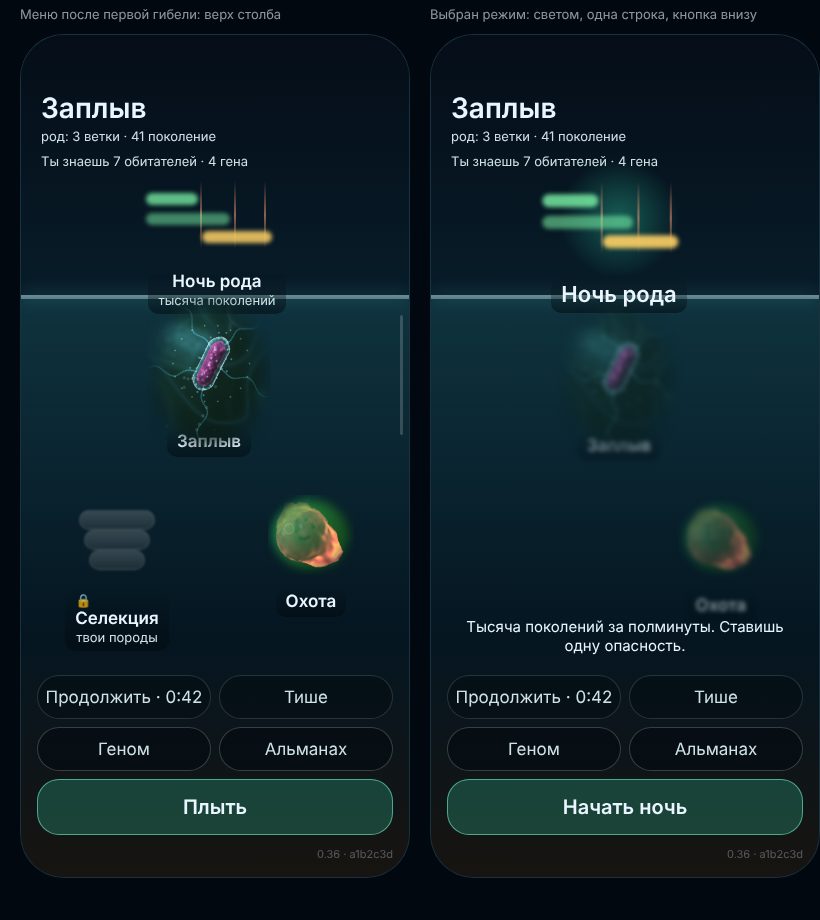 Меню после первой гибели: верх столба
Заплыв
род: 3 ветки · 41 поколение
Ты знаешь 7 обитателей · 4 гена
Ночь рода
тысяча поколений
Заплыв
🔒
Селекция
твои породы
Охота
Продолжить · 0:42
Тише
Геном
Альманах
Плыть
0.36 · a1b2c3d
Выбран режим: светом, одна строка, кнопка внизу
Заплыв
род: 3 ветки · 41 поколение
Ты знаешь 7 обитателей · 4 гена
Ночь рода
Заплыв
Охота
Тысяча поколений за полминуты. Ставишь
одну опасность.
Продолжить · 0:42
Тише
Геном
Альманах
Начать ночь
0.36 · a1b2c3d